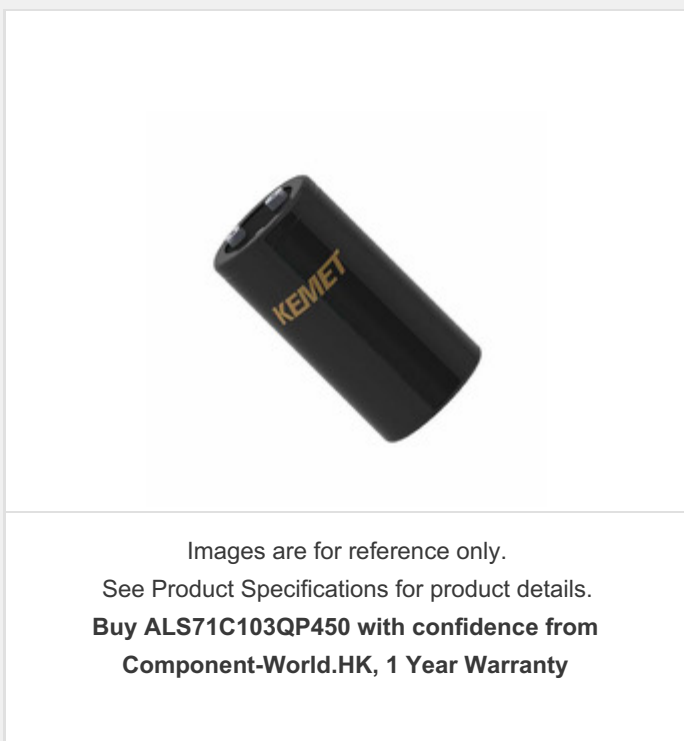 KEMET
Images are for reference only.
See Product Specifications for product details.
Buy ALS71C103QP450 with confidence from
Component-World.HK, 1 Year Warranty